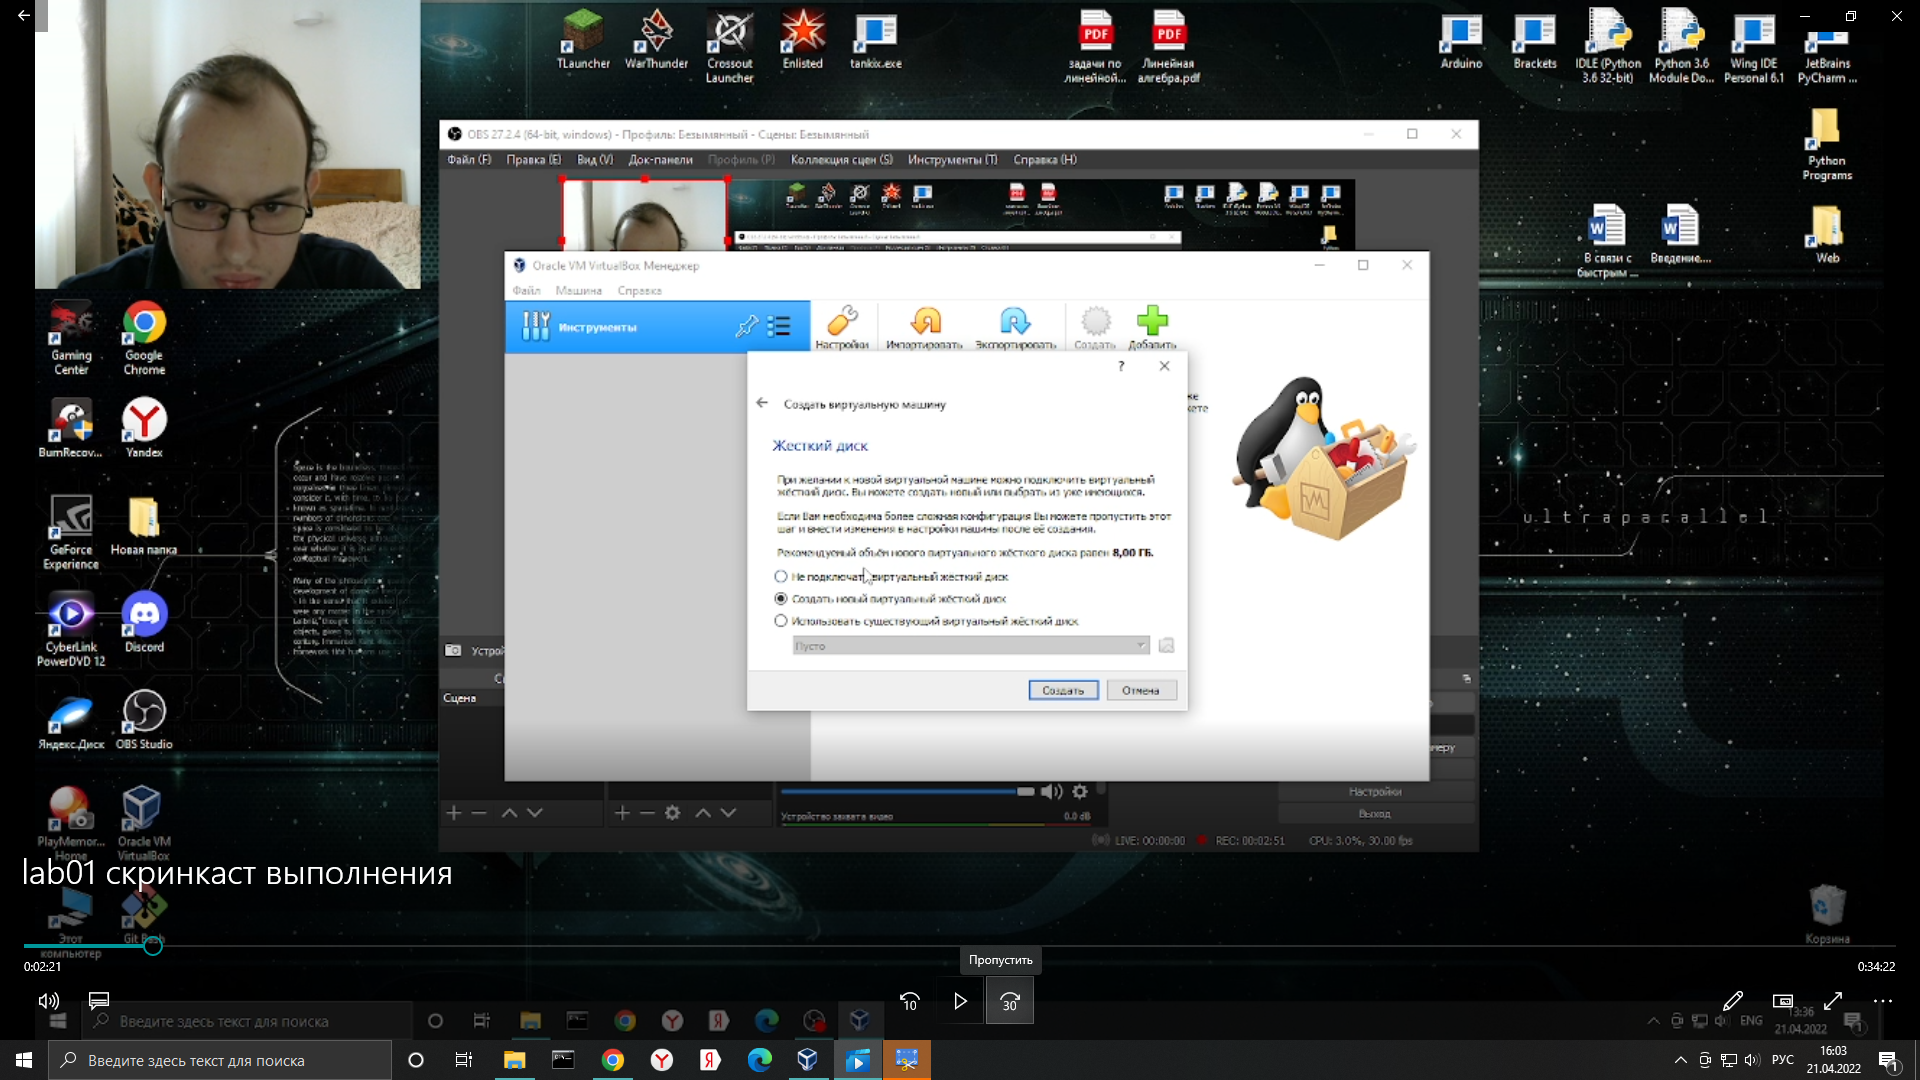 TLauncher
WarThunder
Crossout
Launcher
Enlisted
tankix.exe
задачи по
линейной...
Линейная
алгебра.pdf
Arduino
Brackets
IDLE (Python
3.6 32-bit)
Python 3.6
Module Do...
Wing IDE
Personal 6.1
JetBrains
PyCharm ...
Python
Programs
В связи с
быстрым ...
Введение....
Web
OBS 27.2.4 (64-bit, windows) - Профиль: Безымянный - Сцены: Безымянный
Файл (F) Правка (E) Вид (V) Док-панели Профиль (P) Коллекция сцен (S) Инструменты (T) Справка (H)
Oracle VM VirtualBox Менеджер
Файл Машина Справка
Инструменты
Настройки Импортировать Экспортировать Создать Добавить
Создать виртуальную машину
Жесткий диск
При желании к новой виртуальной машине можно подключить виртуальный
жёсткий диск. Вы можете создать новый или выбрать из уже имеющихся.
Если Вам необходима более сложная конфигурация Вы можете пропустить этот
шаг и внести изменения в настройки машины после её создания.
Рекомендуемый объём нового виртуального жёсткого диска равен 8,00 ГБ.
Не подключать виртуальный жесткий диск
Создать новый виртуальный жёсткий диск
Использовать существующий виртуальный жёсткий диск
Пусто
Создать Отмена
Gaming
Center
Google
Chrome
BurnRecov...
Yandex
GeForce
Experience
Новая папка
CyberLink
PowerDVD 12
Discord
Яндекс.Диск
OBS Studio
PlayMemor...
Home
Oracle VM
VirtualBox
Этот
компьютер
Git Bash
ultraparallel
Устрой
Сцена
Настройки
Выход
Устройство захвата видео 0.0 dB
LIVE: 00:00:00 REC: 00:02:51 CPU: 3.0%, 30.00 fps
lab01 скринкаст выполнения
Корзина
0:02:21
Пропустить
0:34:22
10
30
Введите здесь текст для поиска
ENG
13:36
21.04.2022
1
Введите здесь текст для поиска
РУС
16:03
21.04.2022
1